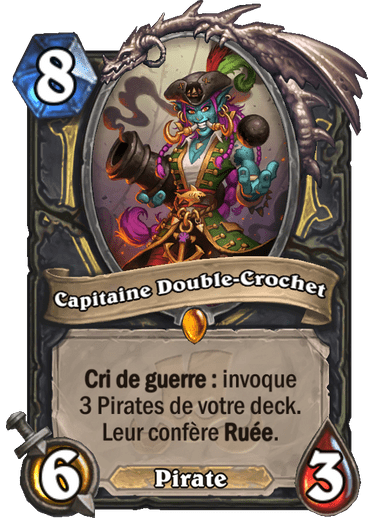 8
Capitaine Double-Crochet
Cri de guerre : invoque
3 Pirates de votre deck.
Leur confère Ruée.
6
Pirate
3